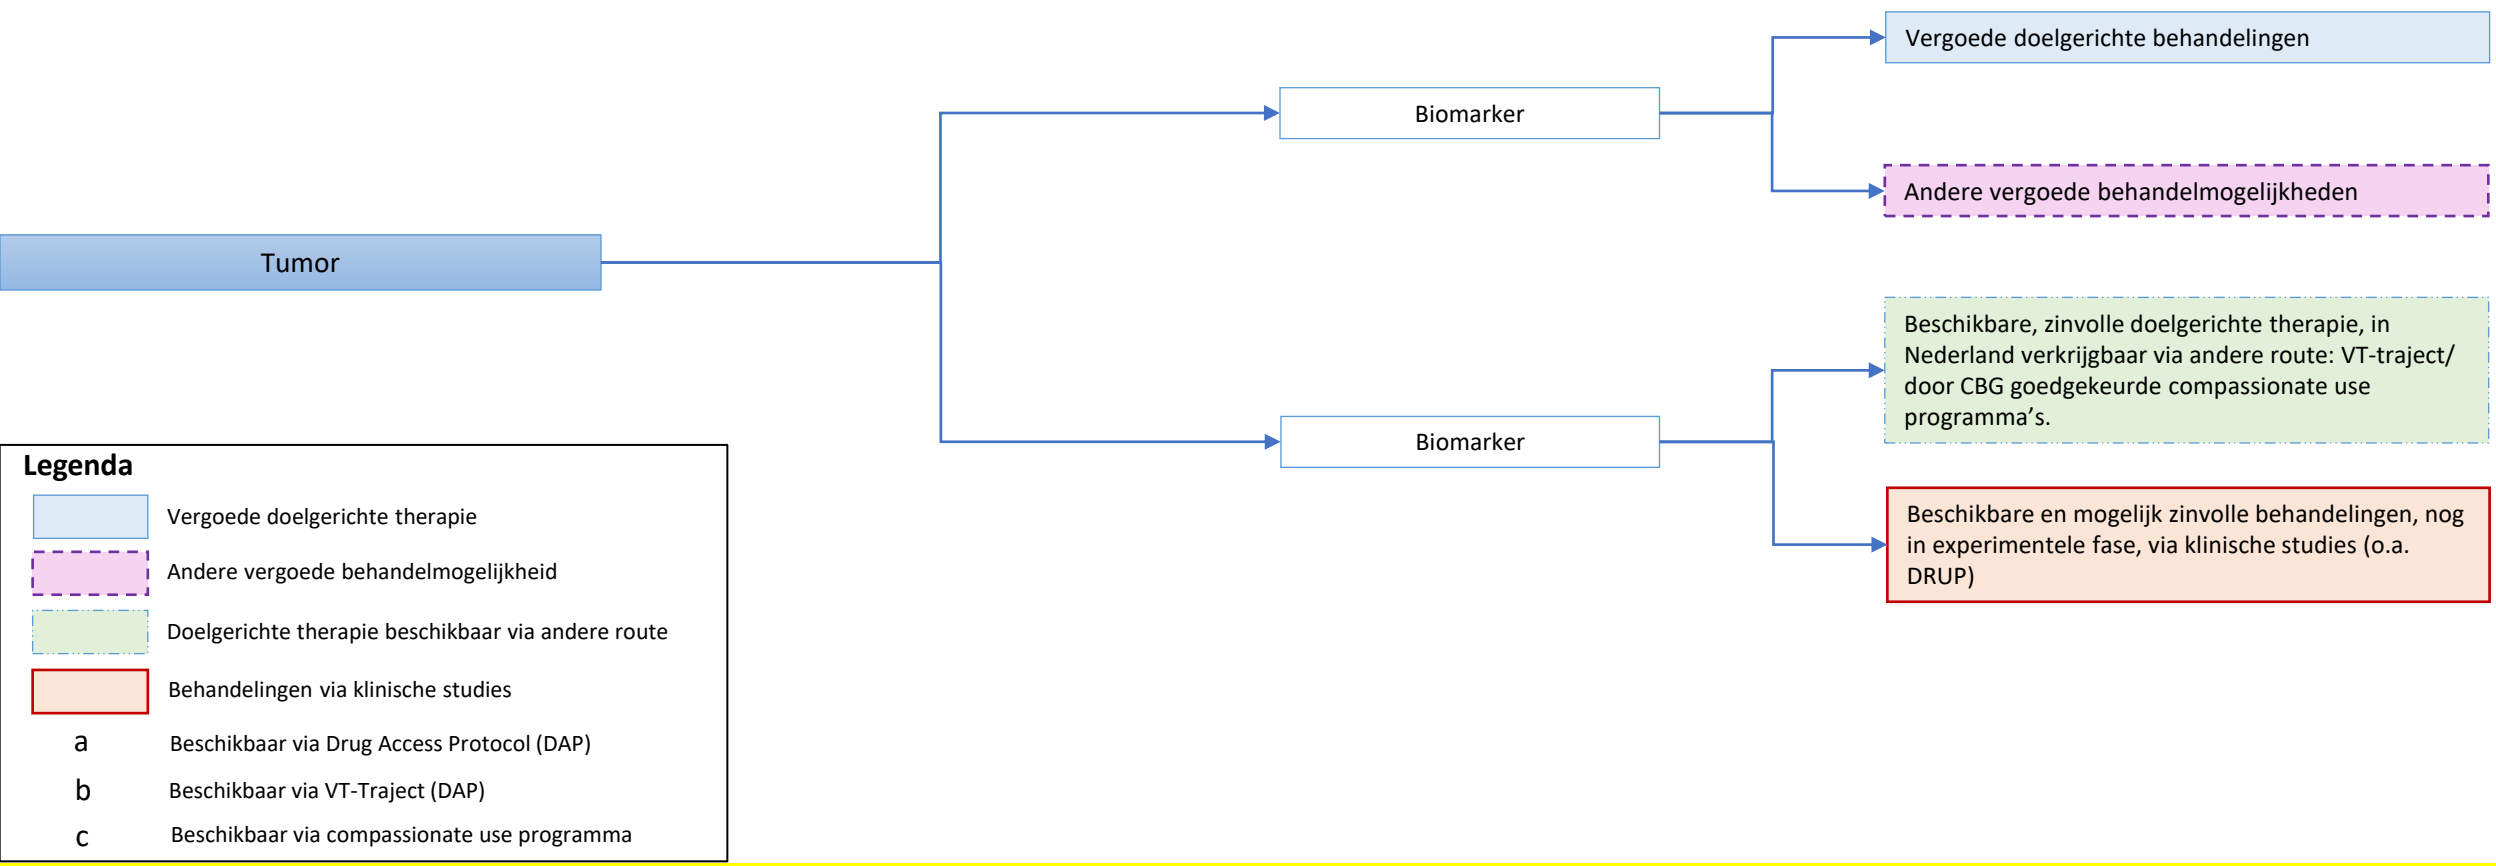 Vergoede doelgerichte behandelingen
Biomarker
Andere vergoede behandelmogelijkheden
Tumor
Beschikbare, zinvolle doelgerichte therapie, in
Nederland verkrijgbaar via andere route: VT-traject/
door CBG goedgekeurde compassionate use
programma’s.
Biomarker
Beschikbare en mogelijk zinvolle behandelingen, nog
in experimentele fase, via klinische studies (o.a.
DRUP)
Legenda
Vergoede doelgerichte therapie
Andere vergoede behandelmogelijkheid
Doelgerichte therapie beschikbaar via andere route
Behandelingen via klinische studies
a Beschikbaar via Drug Access Protocol (DAP)
b Beschikbaar via VT-Traject (DAP)
c Beschikbaar via compassionate use programma